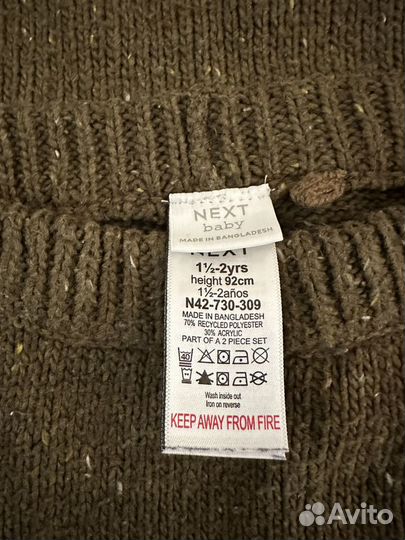 NEXT
baby
MADE IN BANGLADESH
NEXT
1½-2yrs
height 92cm
1½-2años
N42-730-309
MADE IN BANGLADESH
70% RECYCLED POLYESTER
30% ACRYLIC
PART OF A 2 PIECE SET
40
Wash inside out
Iron on reverse
KEEP AWAY FROM FIRE
Avito